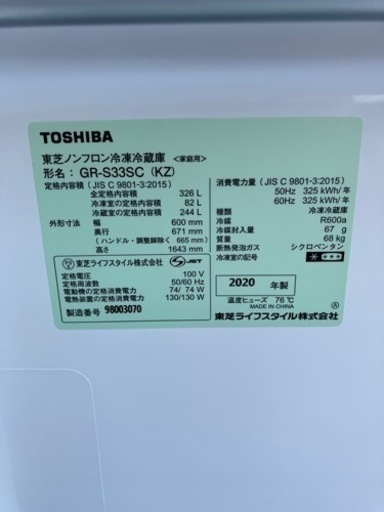 TOSHIBA
東芝ノンフロン冷凍冷蔵庫 <家庭用>
形名： GR-S33SC (KZ)
定格内容積 (JIS C 9801-3:2015)
全定格内容積 326 L
冷凍室の定格内容積 82 L
冷蔵室の定格内容積 244 L
外形寸法 幅 600 mm
奥行 671 mm
(ハンドル・調整脚除く 665 mm)
高さ 1643 mm
東芝ライフスタイル株式会社 S-JET
定格電圧 100 V
定格周波数 50/60 Hz
電動機の定格消費電力 74/ 74 W
電熱装置の定格消費電力 130/130 W
製造番号 98003070
消費電力量 (JIS C 9801-3:2015)
50Hz 325 kWh/年
60Hz 325 kWh/年
種類 冷凍冷蔵庫
冷媒 R600a
冷媒封入量 67 g
質量 68 kg
断熱発泡ガス シクロペンタン
冷凍室の記号
2020 年製
温度ヒューズ 76℃
MADE IN CHINA
東芝ライフスタイル株式会社